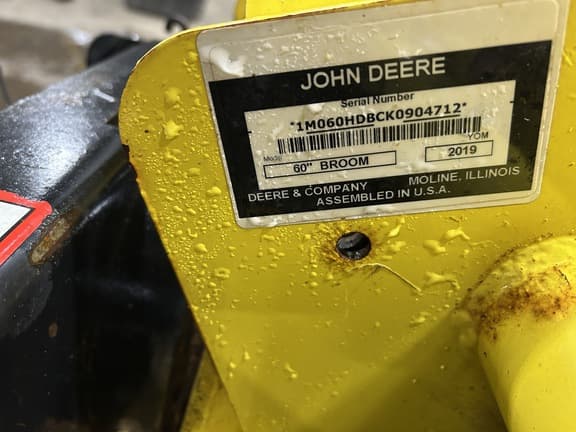 JOHN DEERE
Serial Number
*1M060HDBCK0904712*
Model YOM
60" BROOM 2019
DEERE & COMPANY MOLINE, ILLINOIS
ASSEMBLED IN U.S.A.